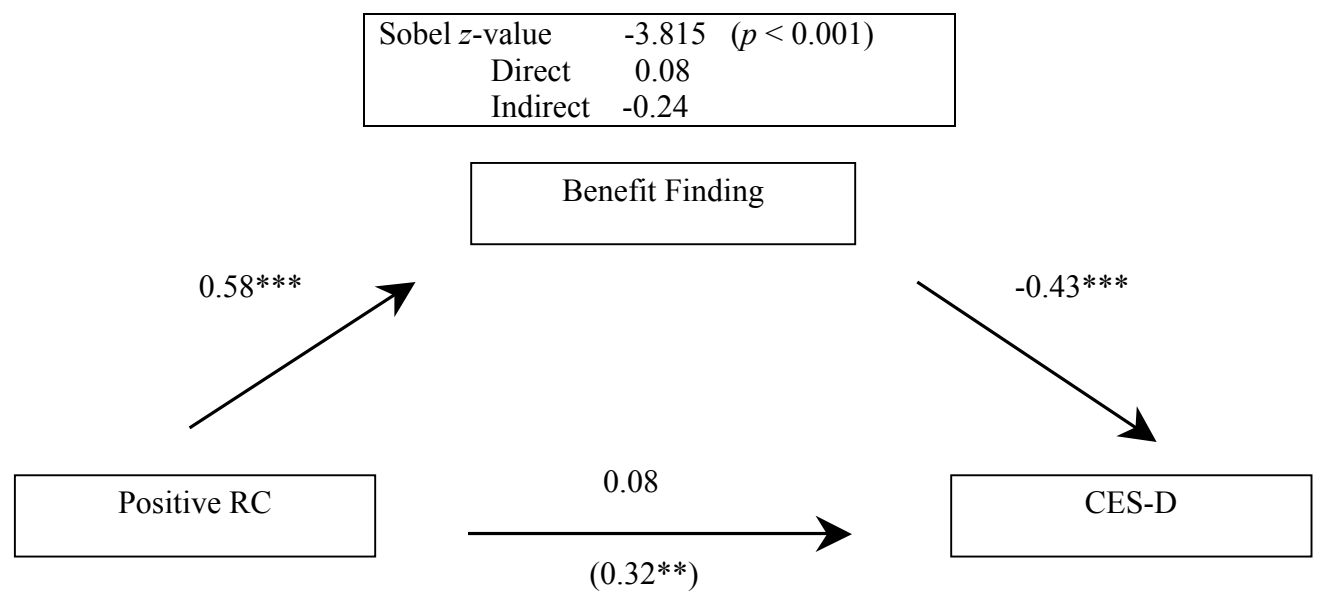 Sobel z-value -3.815 (p < 0.001)
Direct 0.08
Indirect -0.24
Benefit Finding
0.58***
-0.43***
Positive RC
0.08
CES-D
(0.32**)